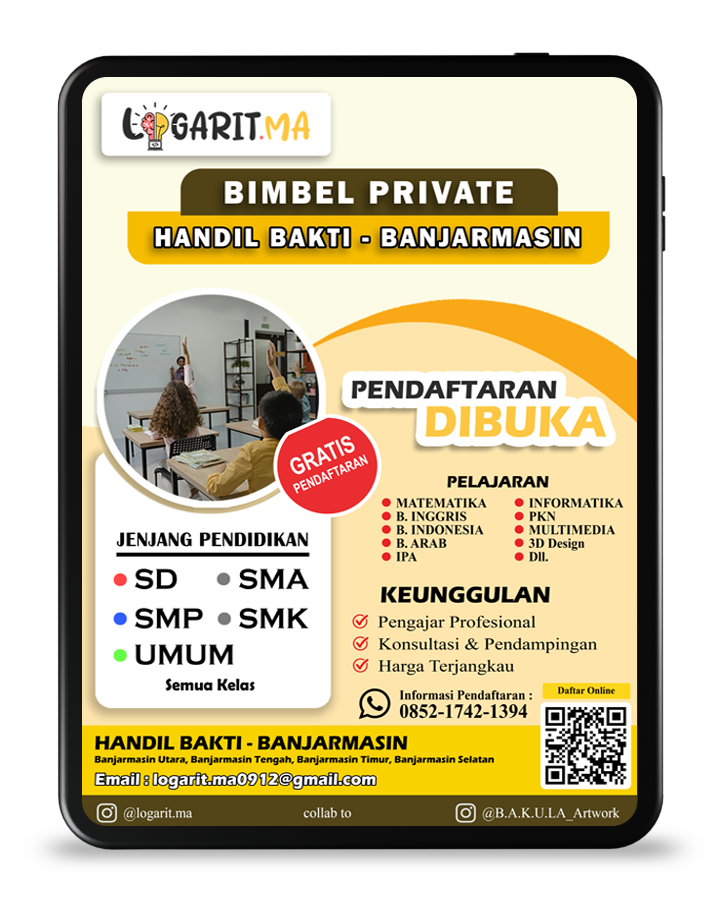 LOGARIT.MA
BIMBEL PRIVATE
HANDIL BAKTI - BANJARMASIN
PENDAFTARAN
DIBUKA
GRATIS
PENDAFTARAN
PELAJARAN
MATEMATIKA
B. INGGRIS
B. INDONESIA
B. ARAB
IPA
INFORMATIKA
PKN
MULTIMEDIA
3D Design
Dll.
JENJANG PENDIDIKAN
SD
SMA
SMP
SMK
UMUM
Semua Kelas
KEUNGGULAN
Pengajar Profesional
Konsultasi & Pendampingan
Harga Terjangkau
Informasi Pendaftaran :
0852-1742-1394
Daftar Online
HANDIL BAKTI - BANJARMASIN
Banjarmasin Utara, Banjarmasin Tengah, Banjarmasin Timur, Banjarmasin Selatan
Email : logarit.ma0912@gmail.com
@logarit.ma
collab to
@B.A.K.U.LA_Artwork